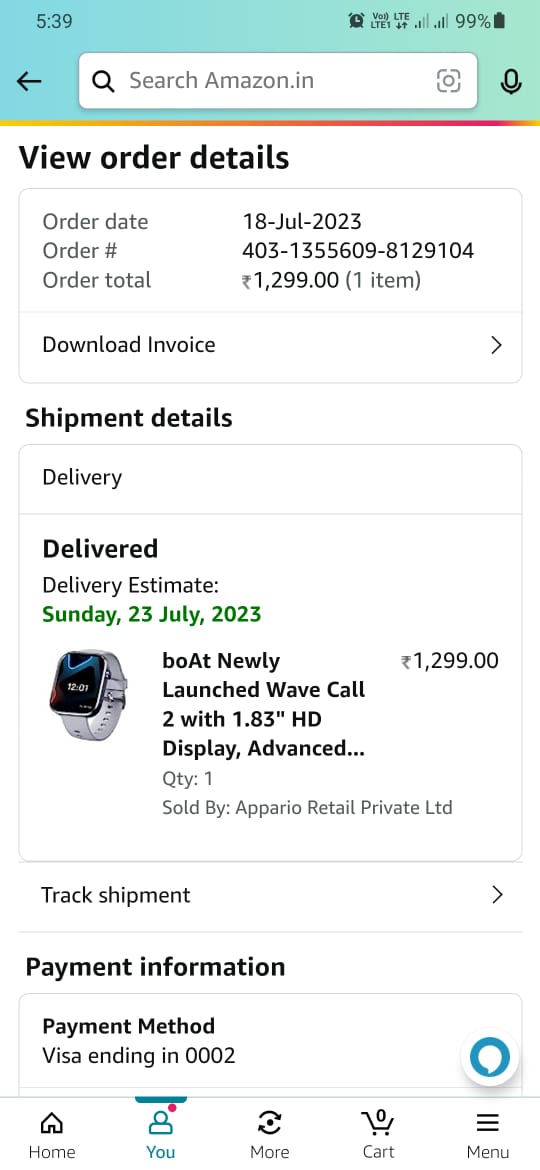 5:39
Vo)) LTE
LTE1 99%
Search Amazon.in
View order details
Order date 18-Jul-2023
Order # 403-1355609-8129104
Order total ₹1,299.00 (1 item)
Download Invoice
Shipment details
Delivery
Delivered
Delivery Estimate:
Sunday, 23 July, 2023
12:01
boAt Newly ₹1,299.00
Launched Wave Call
2 with 1.83" HD
Display, Advanced...
Qty: 1
Sold By: Appario Retail Private Ltd
Track shipment
Payment information
Payment Method
Visa ending in 0002
0
Home You More Cart Menu